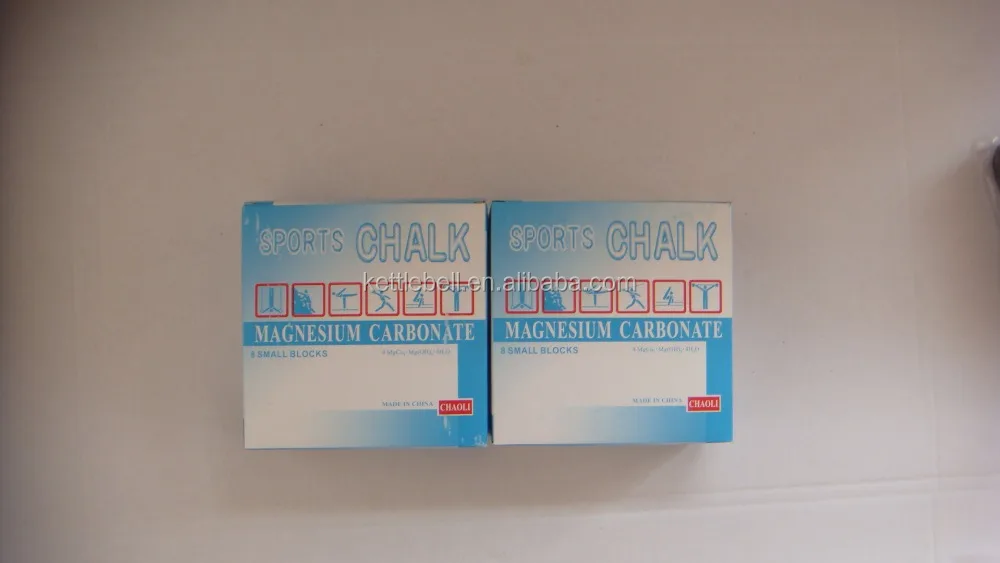 SPORTS CHALK
MAGNESIUM CARBONATE
8 SMALL BLOCKS
MADE IN CHINA CHAOLI
SPORTS CHALK
MAGNESIUM CARBONATE
8 SMALL BLOCKS
MADE IN CHINA CHAOLI
kettlebell.en.alibaba.com